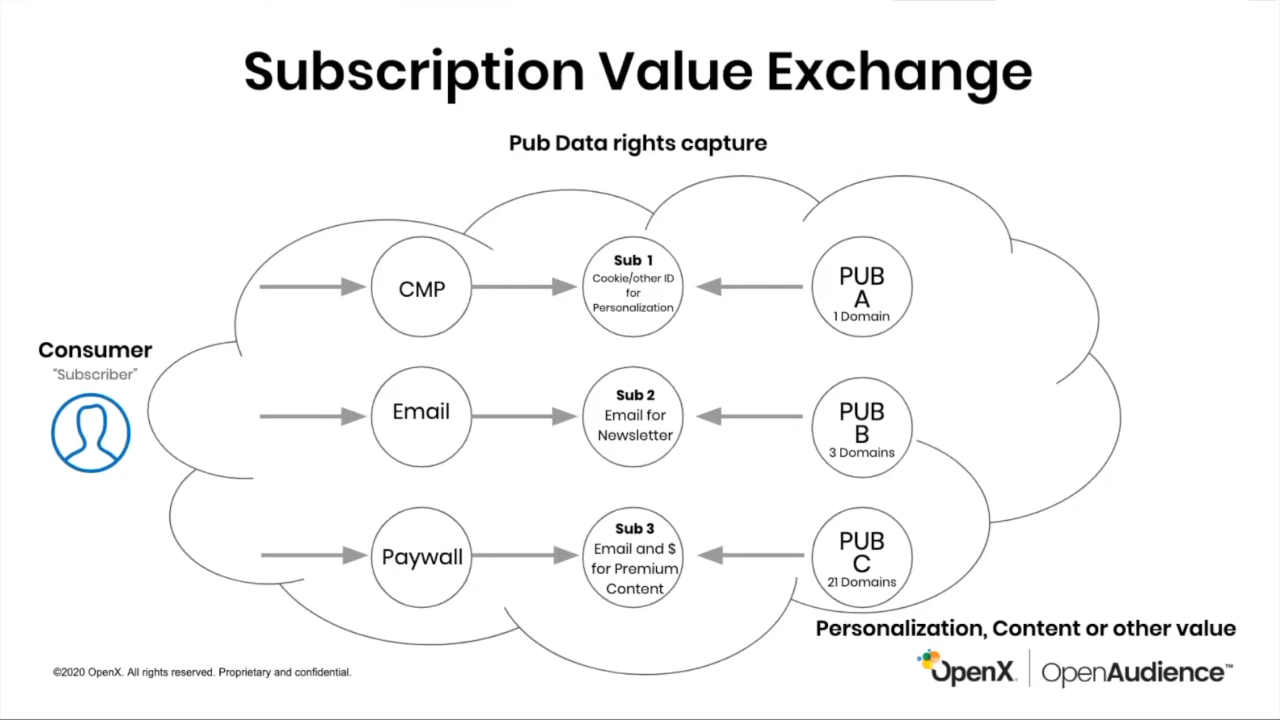 Subscription Value Exchange
Pub Data rights capture
Consumer
"Subscriber"
CMP
Sub 1
Cookie/other ID
for
Personalization
PUB
A
1 Domain
Email
Sub 2
Email for
Newsletter
PUB
B
3 Domains
Paywall
Sub 3
Email and $
for Premium
Content
PUB
C
21 Domains
Personalization, Content or other value
©2020 OpenX. All rights reserved. Proprietary and confidential.
OpenX. OpenAudience™